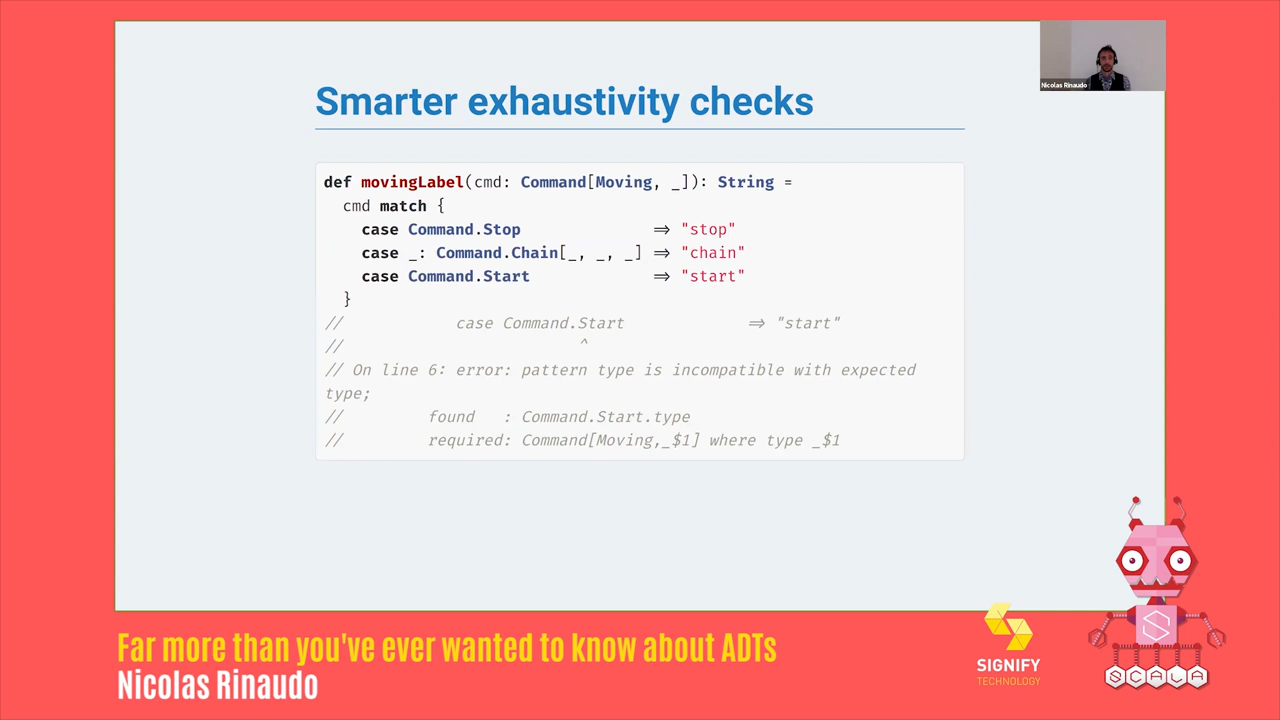 Nicolas Rinaudo
Smarter exhaustivity checks
def movingLabel(cmd: Command[Moving, _]): String =
cmd match {
case Command.Stop ⇒ "stop"
case _: Command.Chain[_, _, _] ⇒ "chain"
case Command.Start ⇒ "start"
}
// case Command.Start ⇒ "start"
// ^
// On line 6: error: pattern type is incompatible with expected
type;
// found : Command.Start.type
// required: Command[Moving,_$1] where type _$1
Far more than you've ever wanted to know about ADTs
Nicolas Rinaudo
SIGNIFY
TECHNOLOGY
S
SCALA